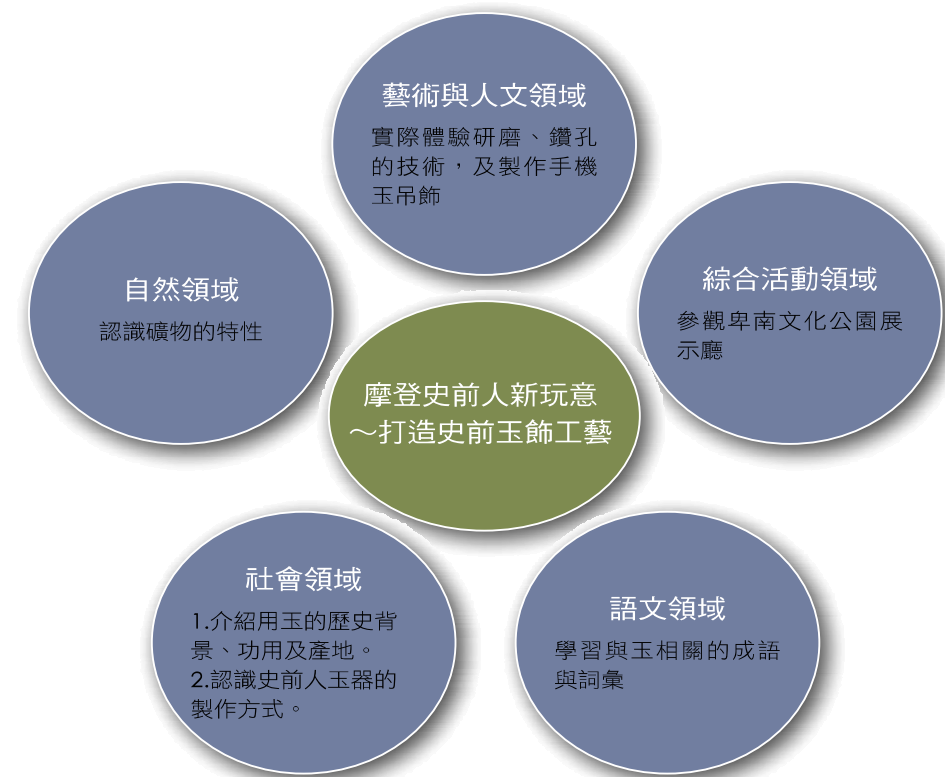 藝術與人文領域
實際體驗研磨、鑽孔
的技術，及製作手機
玉吊飾
自然領域
認識礦物的特性
綜合活動領域
參觀卑南文化公園展
示廳
摩登史前人新玩意
～打造史前玉飾工藝
社會領域
1.介紹用玉的歷史背
景、功用及產地。
2.認識史前人玉器的
製作方式。
語文領域
學習與玉相關的成語
與詞彙